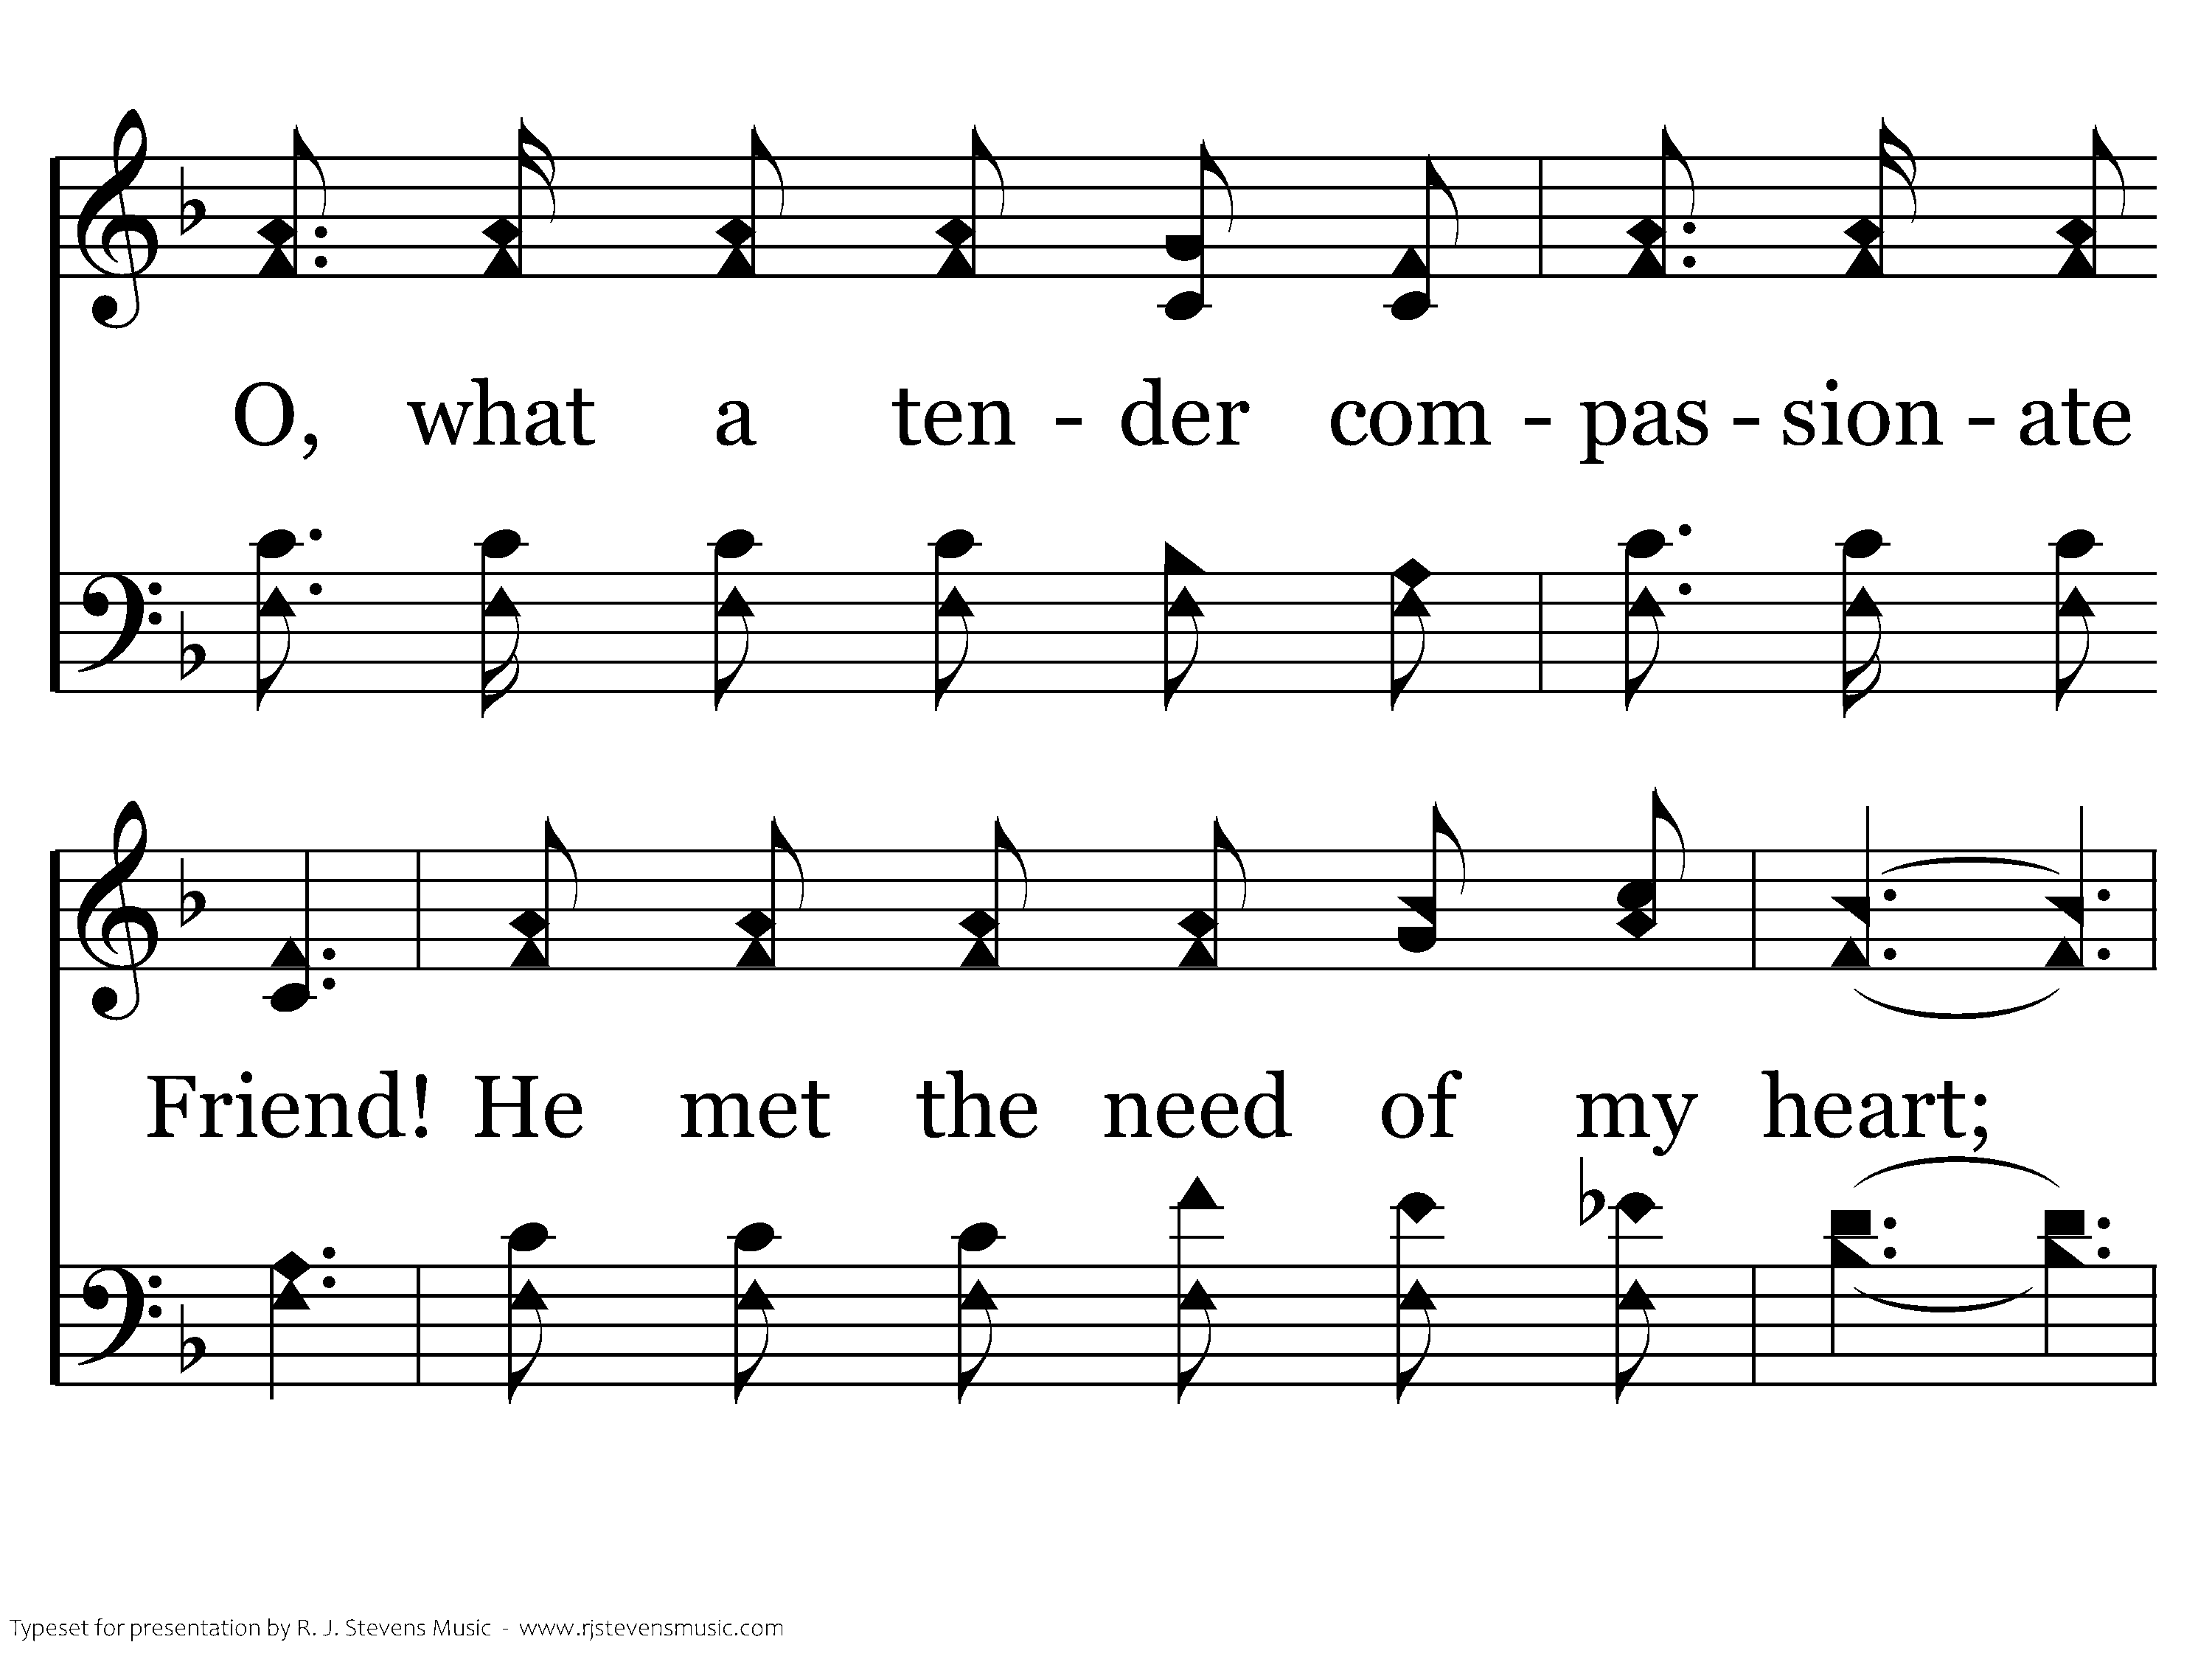 O, what a ten - der com - pas - sion - ate
Friend! He met the need of my heart;
Typeset for presentation by R. J. Stevens Music - www.rjstevensmusic.com